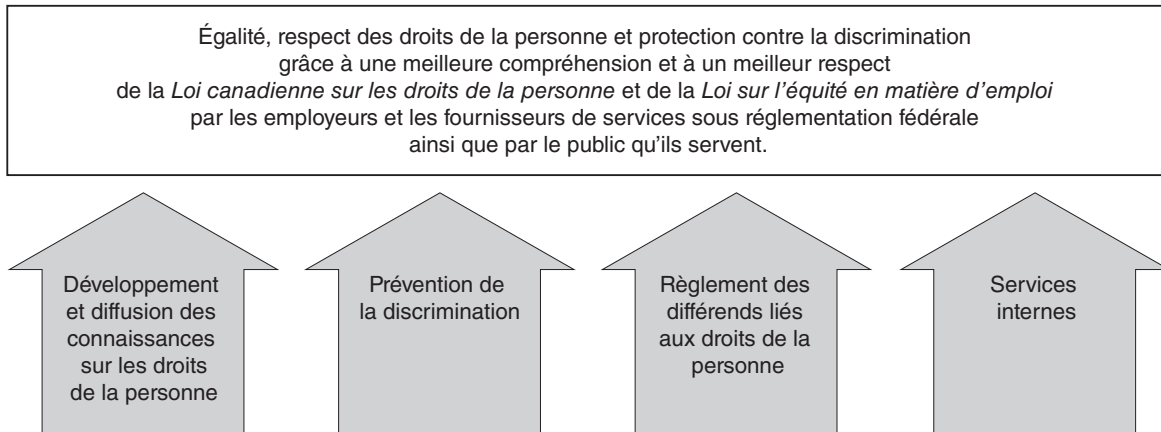 Égalité, respect des droits de la personne et protection contre la discrimination
grâce à une meilleure compréhension et à un meilleur respect
de la Loi canadienne sur les droits de la personne et de la Loi sur l'équité en matière d'emploi
par les employeurs et les fournisseurs de services sous réglementation fédérale
ainsi que par le public qu'ils servent.
Développement
et diffusion des
connaissances
sur les droits
de la personne
Prévention de
la discrimination
Règlement des
différends liés
aux droits de la
personne
Services
internes